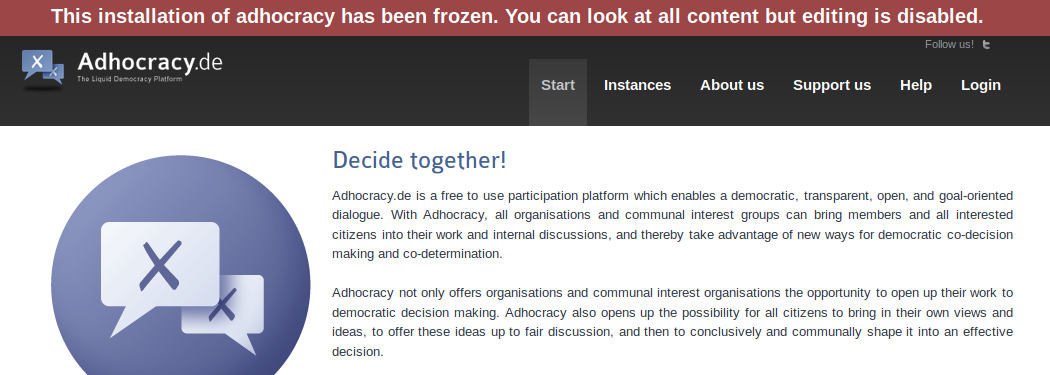 This installation of adhocracy has been frozen. You can look at all content but editing is disabled.
Follow us!
Adhocracy.de
The Liquid Democracy Platform
Start Instances About us Support us Help Login
Decide together!
Adhocracy.de is a free to use participation platform which enables a democratic, transparent, open, and goal-oriented
dialogue. With Adhocracy, all organisations and communal interest groups can bring members and all interested
citizens into their work and internal discussions, and thereby take advantage of new ways for democratic co-decision
making and co-determination.
Adhocracy not only offers organisations and communal interest organisations the opportunity to open up their work to
democratic decision making. Adhocracy also opens up the possibility for all citizens to bring in their own views and
ideas, to offer these ideas up to fair discussion, and then to conclusively and communally shape it into an effective
decision.